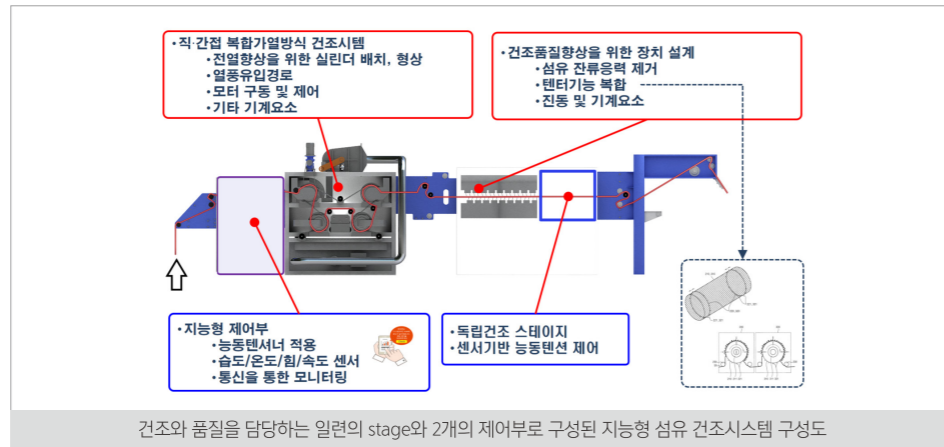 •직·간접 복합가열방식 건조시템
•전열향상을 위한 실린더 배치, 형상
•열풍유입경로
•모터 구동 및 제어
•기타 기계요소
•건조품질향상을 위한 장치 설계
•섬유 잔류응력 제거
•텐터기능 복합
•진동 및 기계요소
•지능형 제어부
•능동텐셔너 적용
•습도/온도/힘/속도 센서
•통신을 통한 모니터링
•독립건조 스테이지
•센서기반 능동텐션 제어
건조와 품질을 담당하는 일련의 stage와 2개의 제어부로 구성된 지능형 섬유 건조시스템 구성도